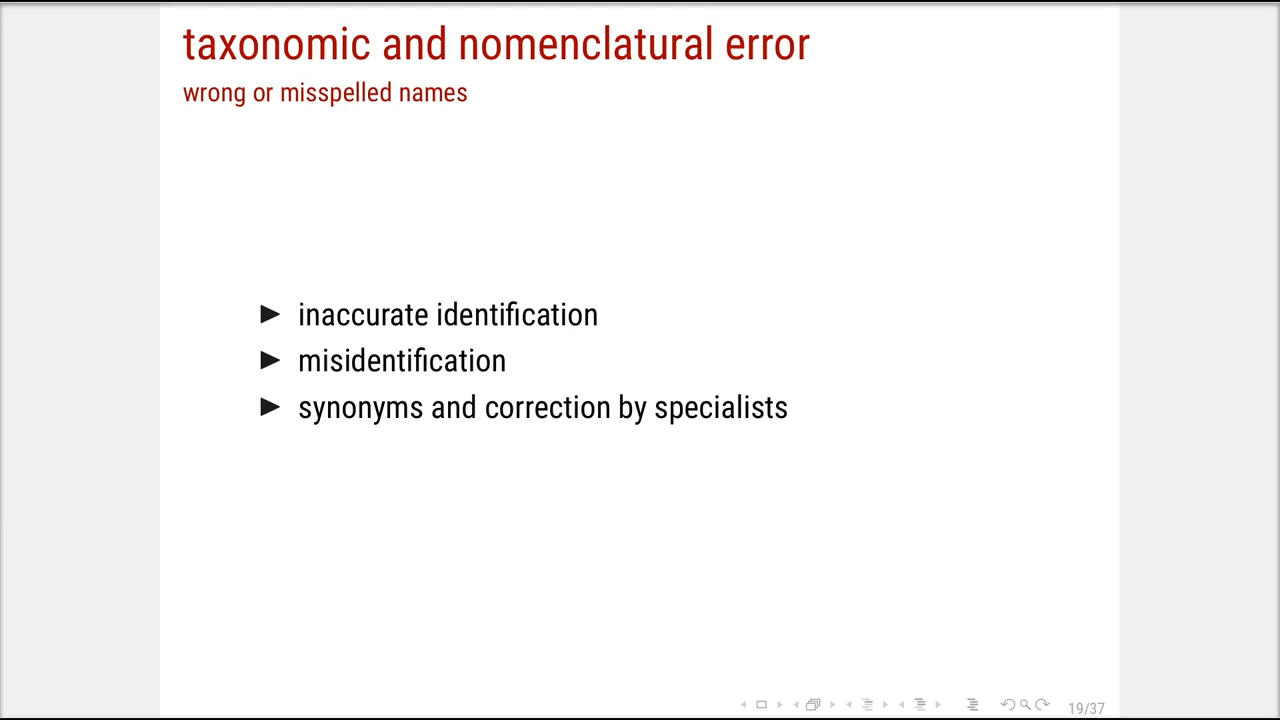 taxonomic and nomenclatural error
wrong or misspelled names
▶ inaccurate identification
▶ misidentification
▶ synonyms and correction by specialists
19/37